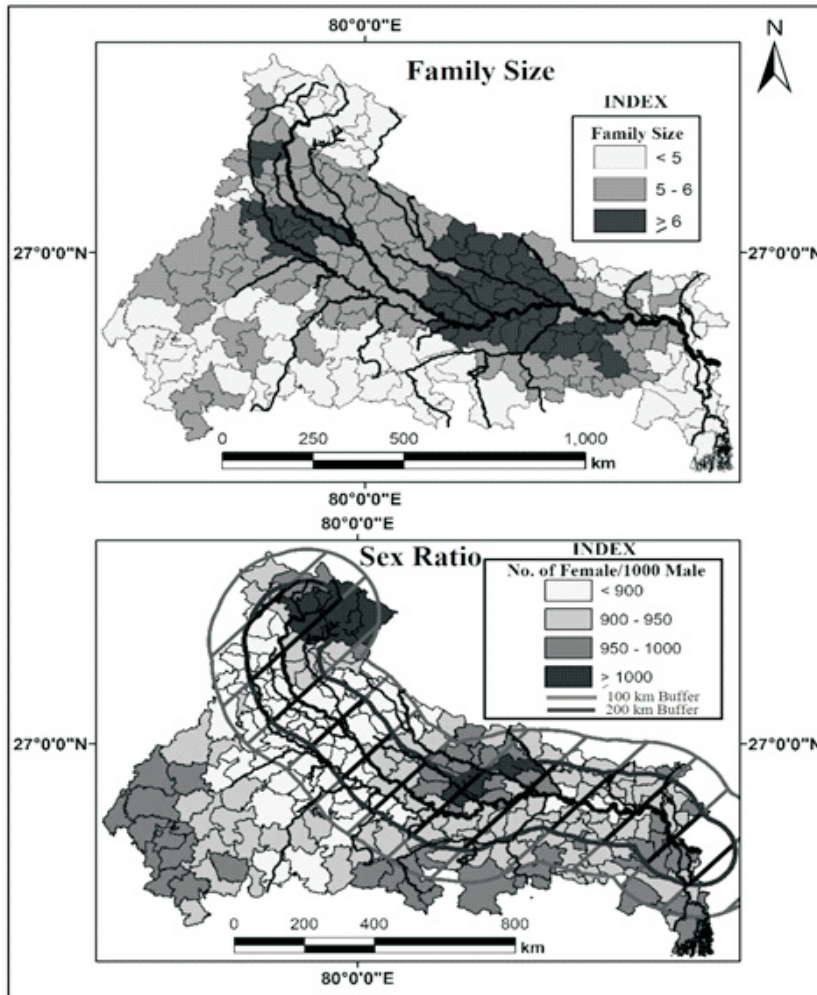 80°0'0"E
N
Family Size
INDEX
Family Size
< 5
5 - 6
≥ 6
27°0'0"N
27°0'0"N
0 250 500 1,000
km
80°0'0"E
80°0'0"E
Sex Ratio
INDEX
No. of Female/1000 Male
< 900
900 - 950
950 - 1000
≥ 1000
100 km Buffer
200 km Buffer
27°0'0"N
27°0'0"N
0 200 400 800
km
80°0'0"E